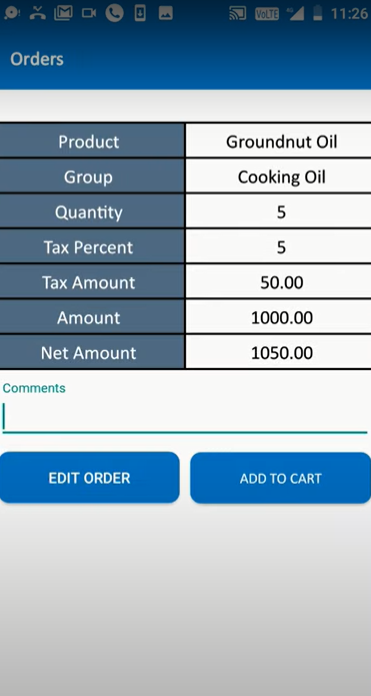 VoLTE 4G 11:26
Orders
Product Groundnut Oil
Group Cooking Oil
Quantity 5
Tax Percent 5
Tax Amount 50.00
Amount 1000.00
Net Amount 1050.00
Comments
EDIT ORDER ADD TO CART